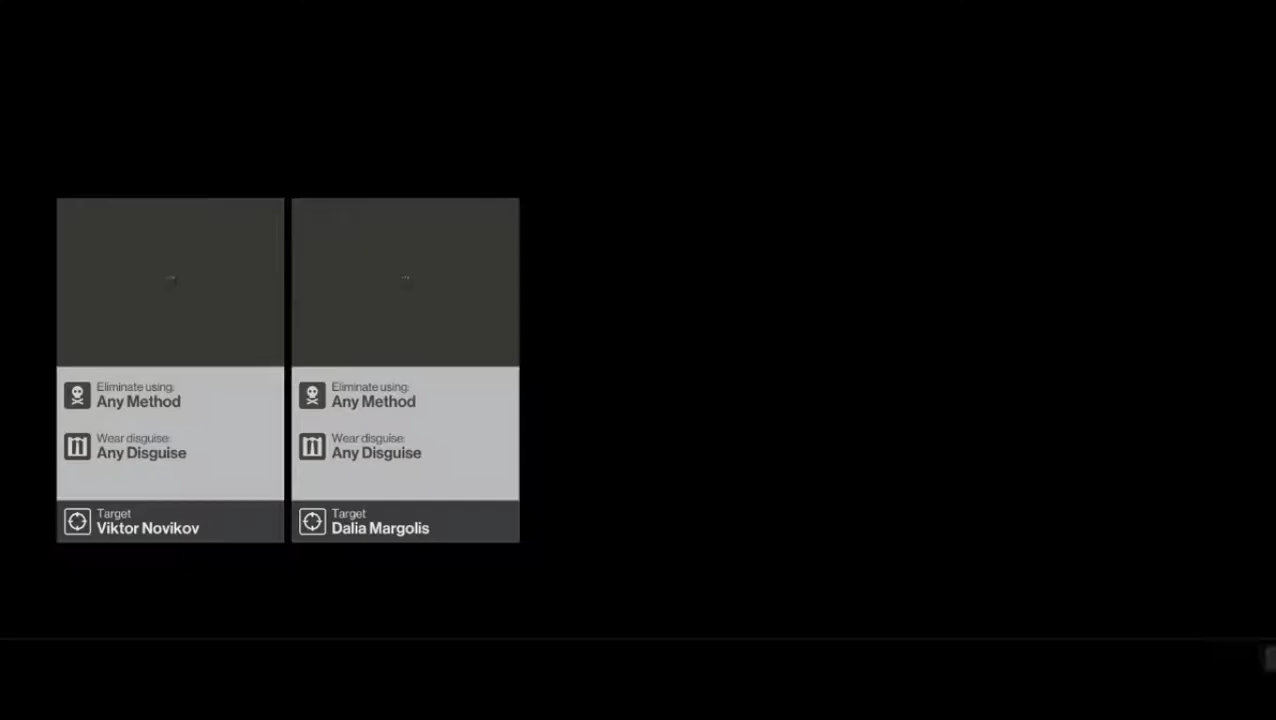 Eliminate using:
Any Method
Wear disguise:
Any Disguise
Target
Viktor Novikov
Eliminate using:
Any Method
Wear disguise:
Any Disguise
Target
Dalia Margolis